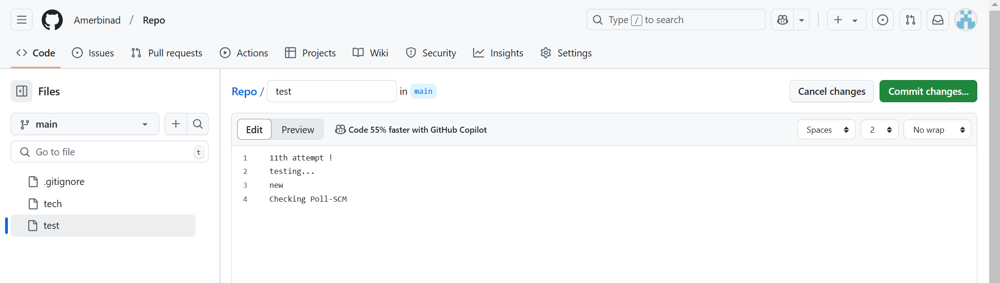 Amerbinad / Repo
Type / to search
Code
Issues
Pull requests
Actions
Projects
Wiki
Security
Insights
Settings
Files
main
Go to file
t
.gitignore
tech
test
Repo / test in main
Cancel changes
Commit changes...
Edit
Preview
Code 55% faster with GitHub Copilot
Spaces
2
No wrap
1 11th attempt !
2 testing...
3 new
4 Checking Poll-SCM